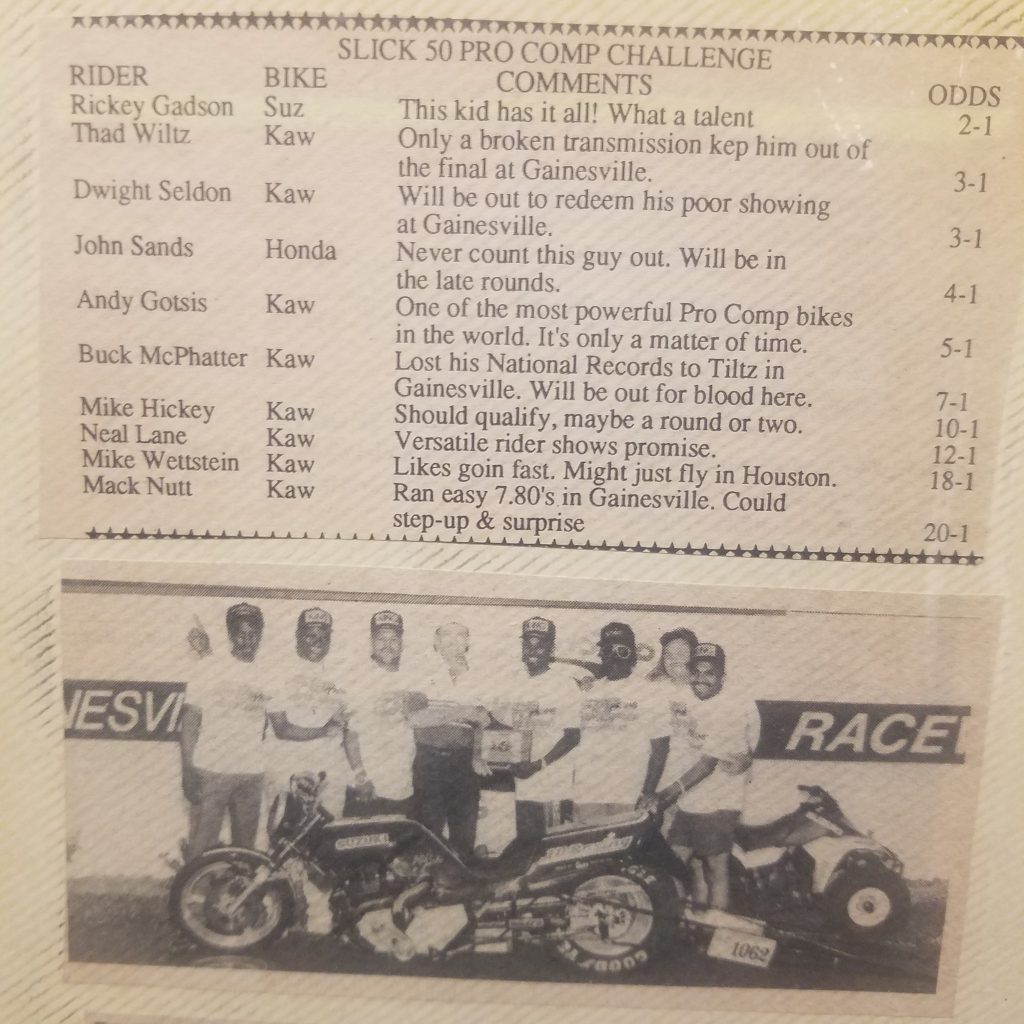 SLICK 50 PRO COMP CHALLENGE
RIDER BIKE COMMENTS ODDS
Rickey Gadson Suz This kid has it all! What a talent 2-1
Thad Wiltz Kaw Only a broken transmission kep him out of
the final at Gainesville. 3-1
Dwight Seldon Kaw Will be out to redeem his poor showing
at Gainesville. 3-1
John Sands Honda Never count this guy out. Will be in
the late rounds. 4-1
Andy Gotsis Kaw One of the most powerful Pro Comp bikes
in the world. It's only a matter of time. 5-1
Buck McPhatter Kaw Lost his National Records to Tiltz in
Gainesville. Will be out for blood here. 7-1
Mike Hickey Kaw Should qualify, maybe a round or two. 10-1
Neal Lane Kaw Versatile rider shows promise. 12-1
Mike Wettstein Kaw Likes goin fast. Might just fly in Houston. 18-1
Mack Nutt Kaw Ran easy 7.80's in Gainesville. Could
step-up & surprise 20-1
NESVI RACE
SUZUKI
GOODYE
1062